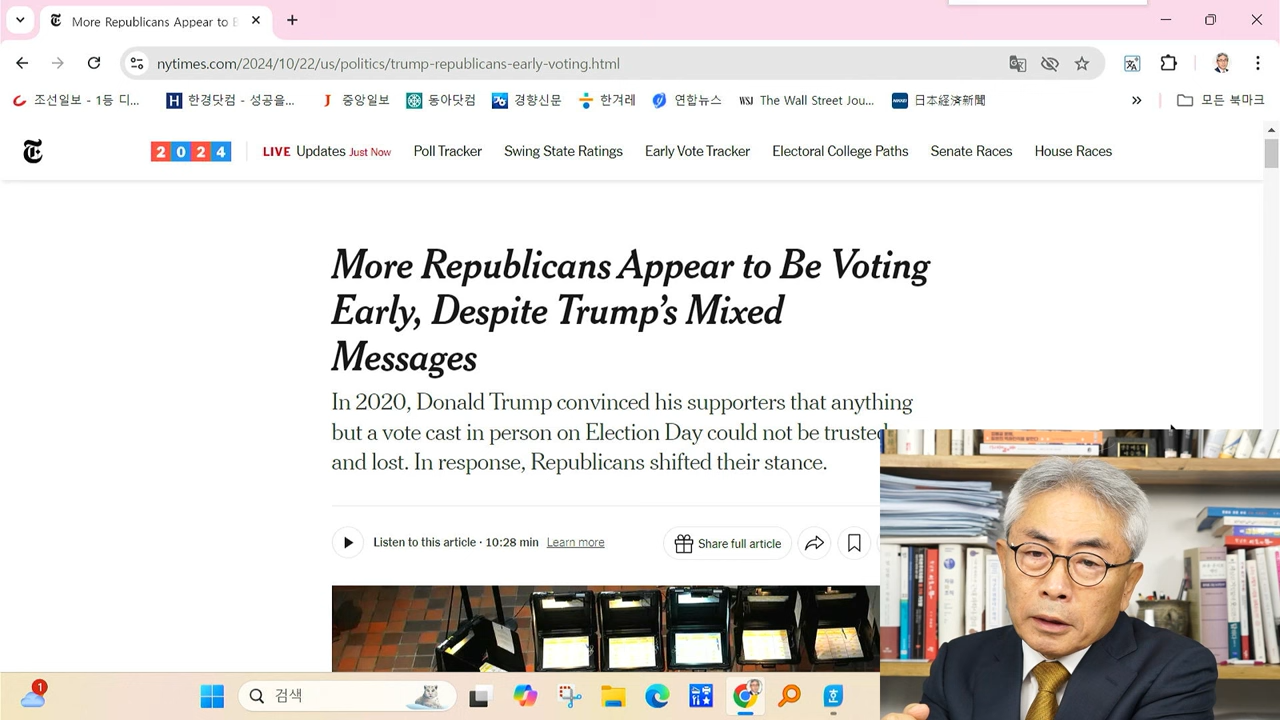 More Republicans Appear to B
nytimes.com/2024/10/22/us/politics/trump-republicans-early-voting.html
조선일보 - 1등 디... 한경닷컴 - 성공을... 중앙일보 동아닷컴 경향신문 한겨레 연합뉴스 WSJ The Wall Street Jou... NIKKEI 日本経済新聞 » 모든 북마크
2024 LIVE Updates Just Now Poll Tracker Swing State Ratings Early Vote Tracker Electoral College Paths Senate Races House Races
More Republicans Appear to Be Voting
Early, Despite Trump’s Mixed
Messages
In 2020, Donald Trump convinced his supporters that anything
but a vote cast in person on Election Day could not be trusted
and lost. In response, Republicans shifted their stance.
Listen to this article · 10:28 min Learn more Share full article
1 검색